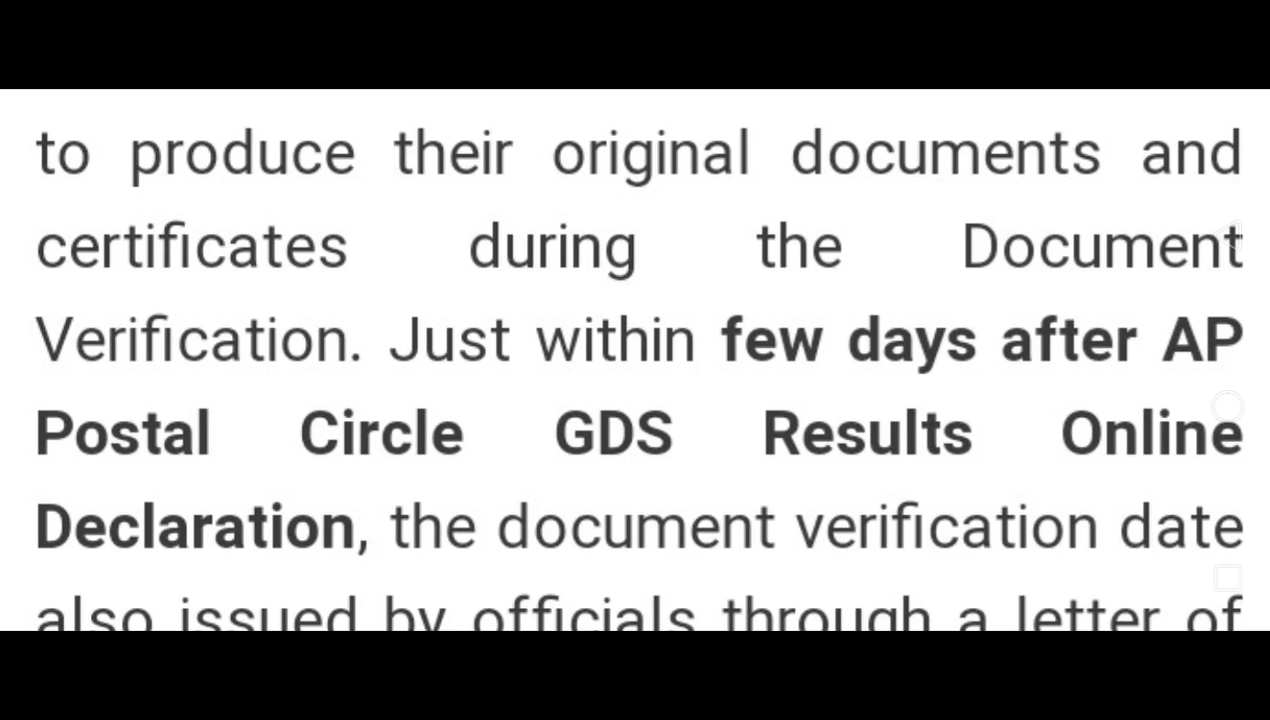 to produce their original documents and
certificates during the Document
Verification. Just within few days after AP
Postal Circle GDS Results Online
Declaration, the document verification date
also issued by officials through a letter of